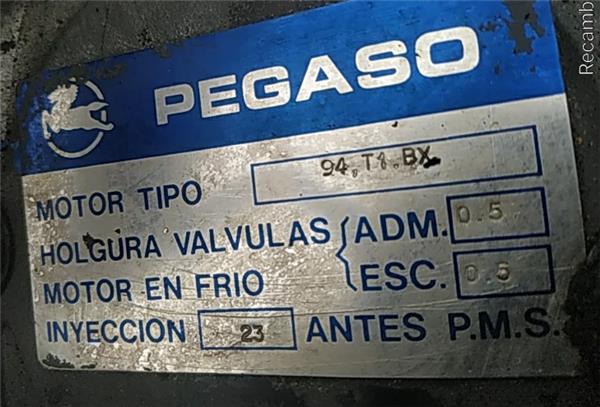 PEGASO
MOTOR TIPO 94.T1.BX
HOLGURA VALVULAS ADM. 0.5
MOTOR EN FRIO ESC. 0.5
INYECCION 23 ANTES P.M.S.
Recamb